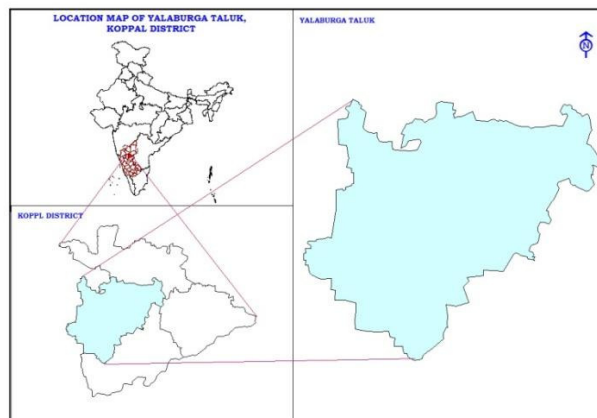 LOCATION MAP OF YALABURGA TALUK,
KOPPAL DISTRICT
YALABURGA TALUK
N
KOPPL DISTRICT